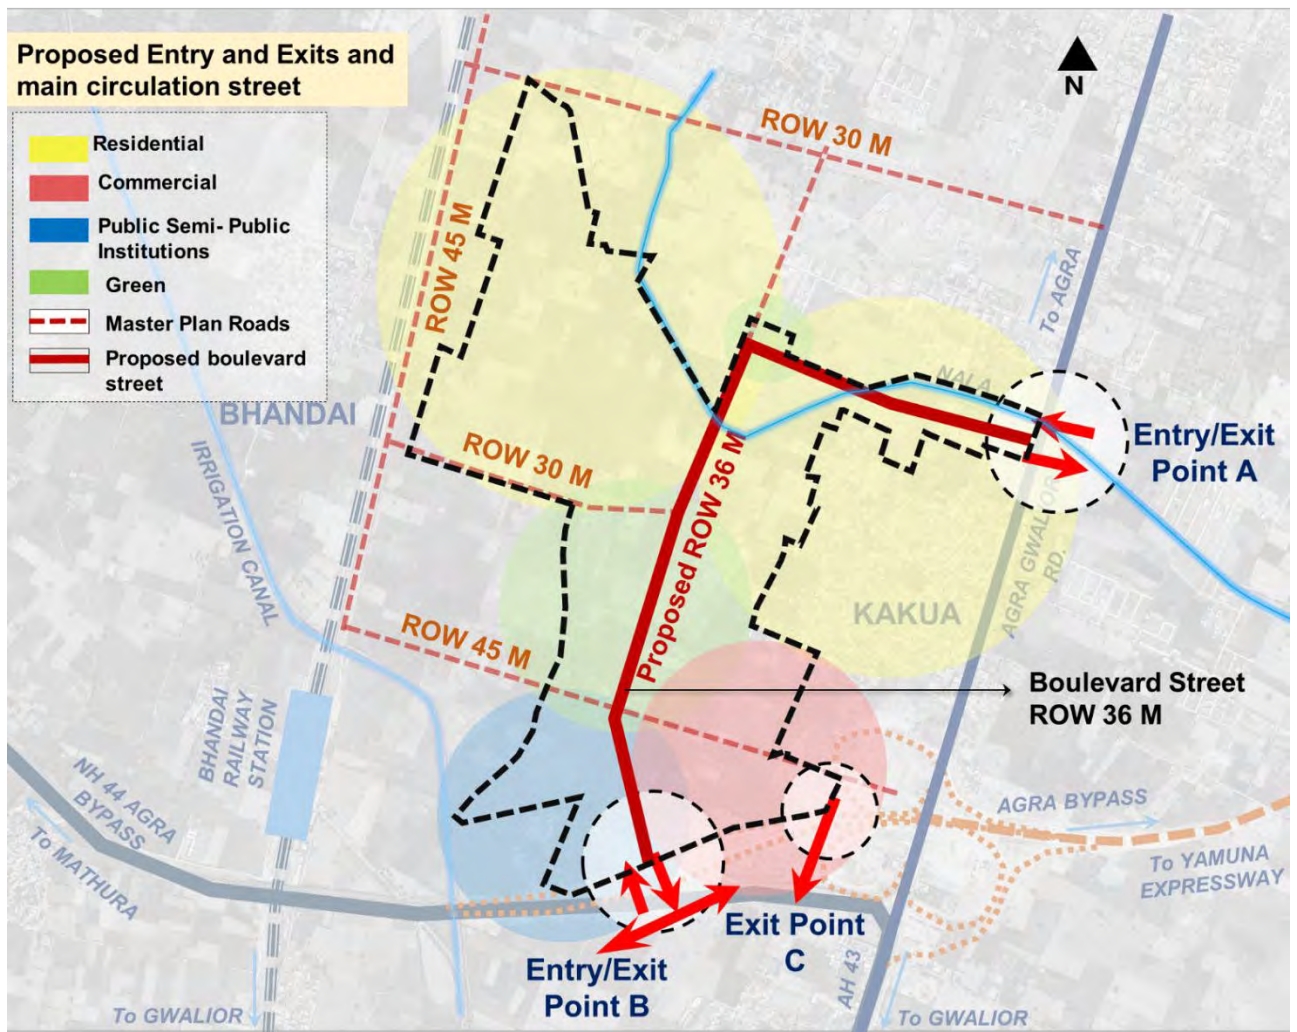 Proposed Entry and Exits and
main circulation street
Residential
Commercial
Public Semi- Public
Institutions
Green
Master Plan Roads
Proposed boulevard
street
N
ROW 30 M
ROW 45 M
To AGRA
NALA
Entry/Exit
Point A
BHANDAI
IRRIGATION CANAL
ROW 30 M
Proposed ROW 36 M
AGRA GWALIOR
RD.
KAKUA
ROW 45 M
Boulevard Street
ROW 36 M
BHANDAI
RAILWAY
STATION
NH 44 AGRA
BYPASS
To MATHURA
AGRA BYPASS
To YAMUNA
EXPRESSWAY
Exit Point
C
Entry/Exit
Point B
AH 43
To GWALIOR
To GWALIOR